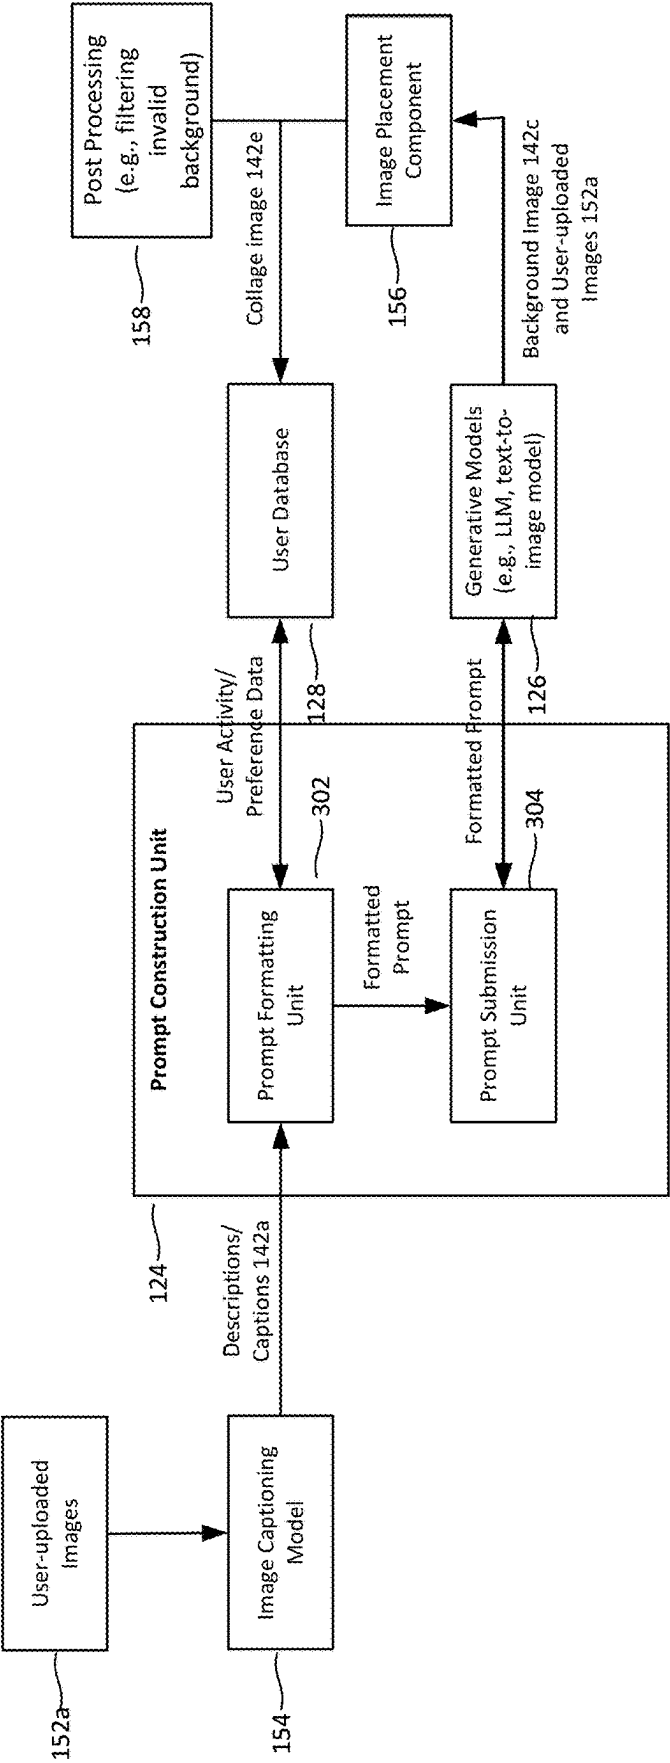 User-uploaded
Images
152a
Image Captioning
Model
154
Descriptions/
Captions 142a
124
Prompt Construction Unit
Prompt Formatting
Unit
302
Formatted
Prompt
Prompt Submission
Unit
304
User Activity/
Preference Data
Formatted Prompt
User Database
128
Generative Models
(e.g., LLM, text-to-
image model)
126
Collage image 142e
Background Image 142c
and User-uploaded
Images 152a
Post Processing
(e.g., filtering
invalid
background)
158
Image Placement
Component
156